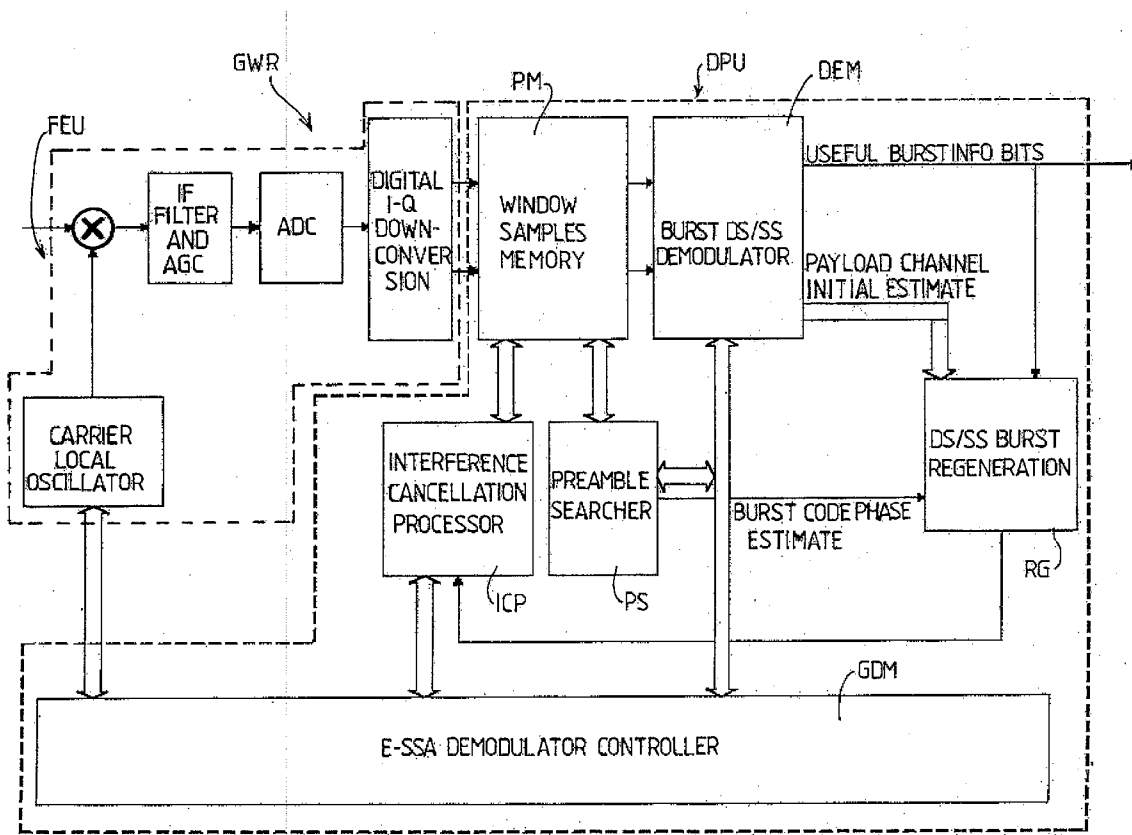 GWR
FEU
PM
DPU
DEM
IF
FILTER
AND
AGC
ADC
DIGITAL
I-Q
DOWN-
CONVER
SION
WINDOW
SAMPLES
MEMORY
BURST DS/SS
DEMODULATOR
USEFUL BURST INFO BITS
PAYLOAD CHANNEL
INITIAL ESTIMATE
CARRIER
LOCAL
OSCILLATOR
INTERFERENCE
CANCELLATION
PROCESSOR
ICP
PREAMBLE
SEARCHER
PS
BURST CODE PHASE
ESTIMATE
DS/SS BURST
REGENERATION
RG
GDM
E-SSA DEMODULATOR CONTROLLER